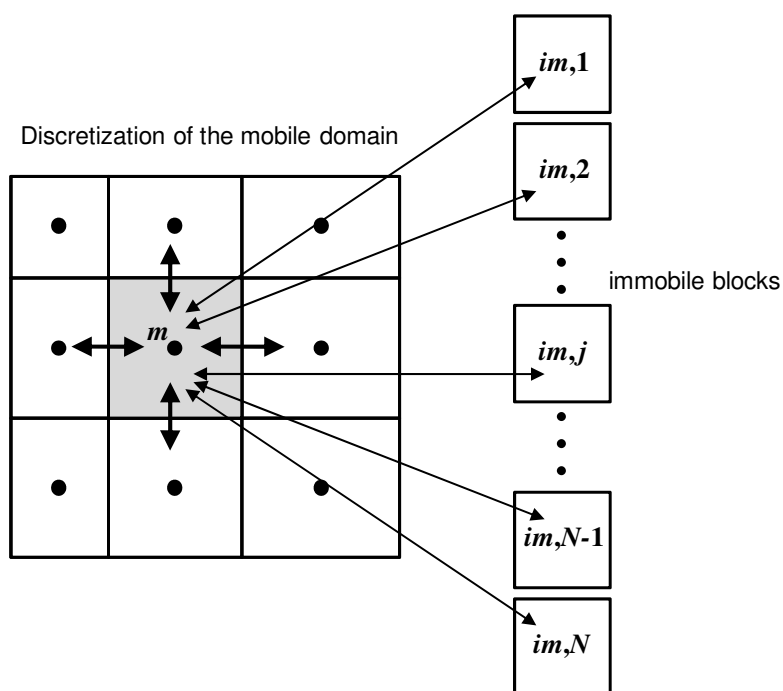 im,1
Discretization of the mobile domain
im,2
immobile blocks
m
im,j
im,N-1
im,N